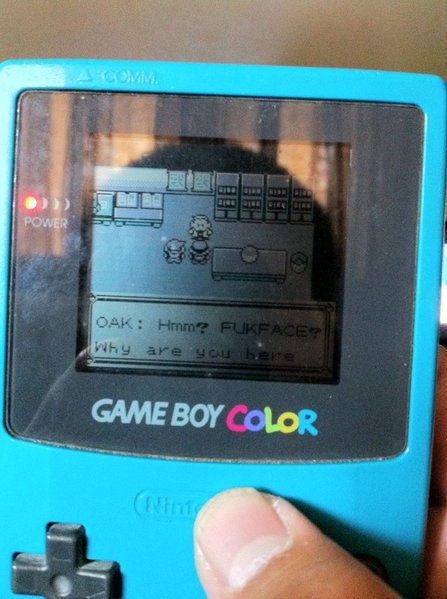 COMM.
POWER
OAK: Hmm? FUKFACE?
Why are you here
GAME BOY COLOR